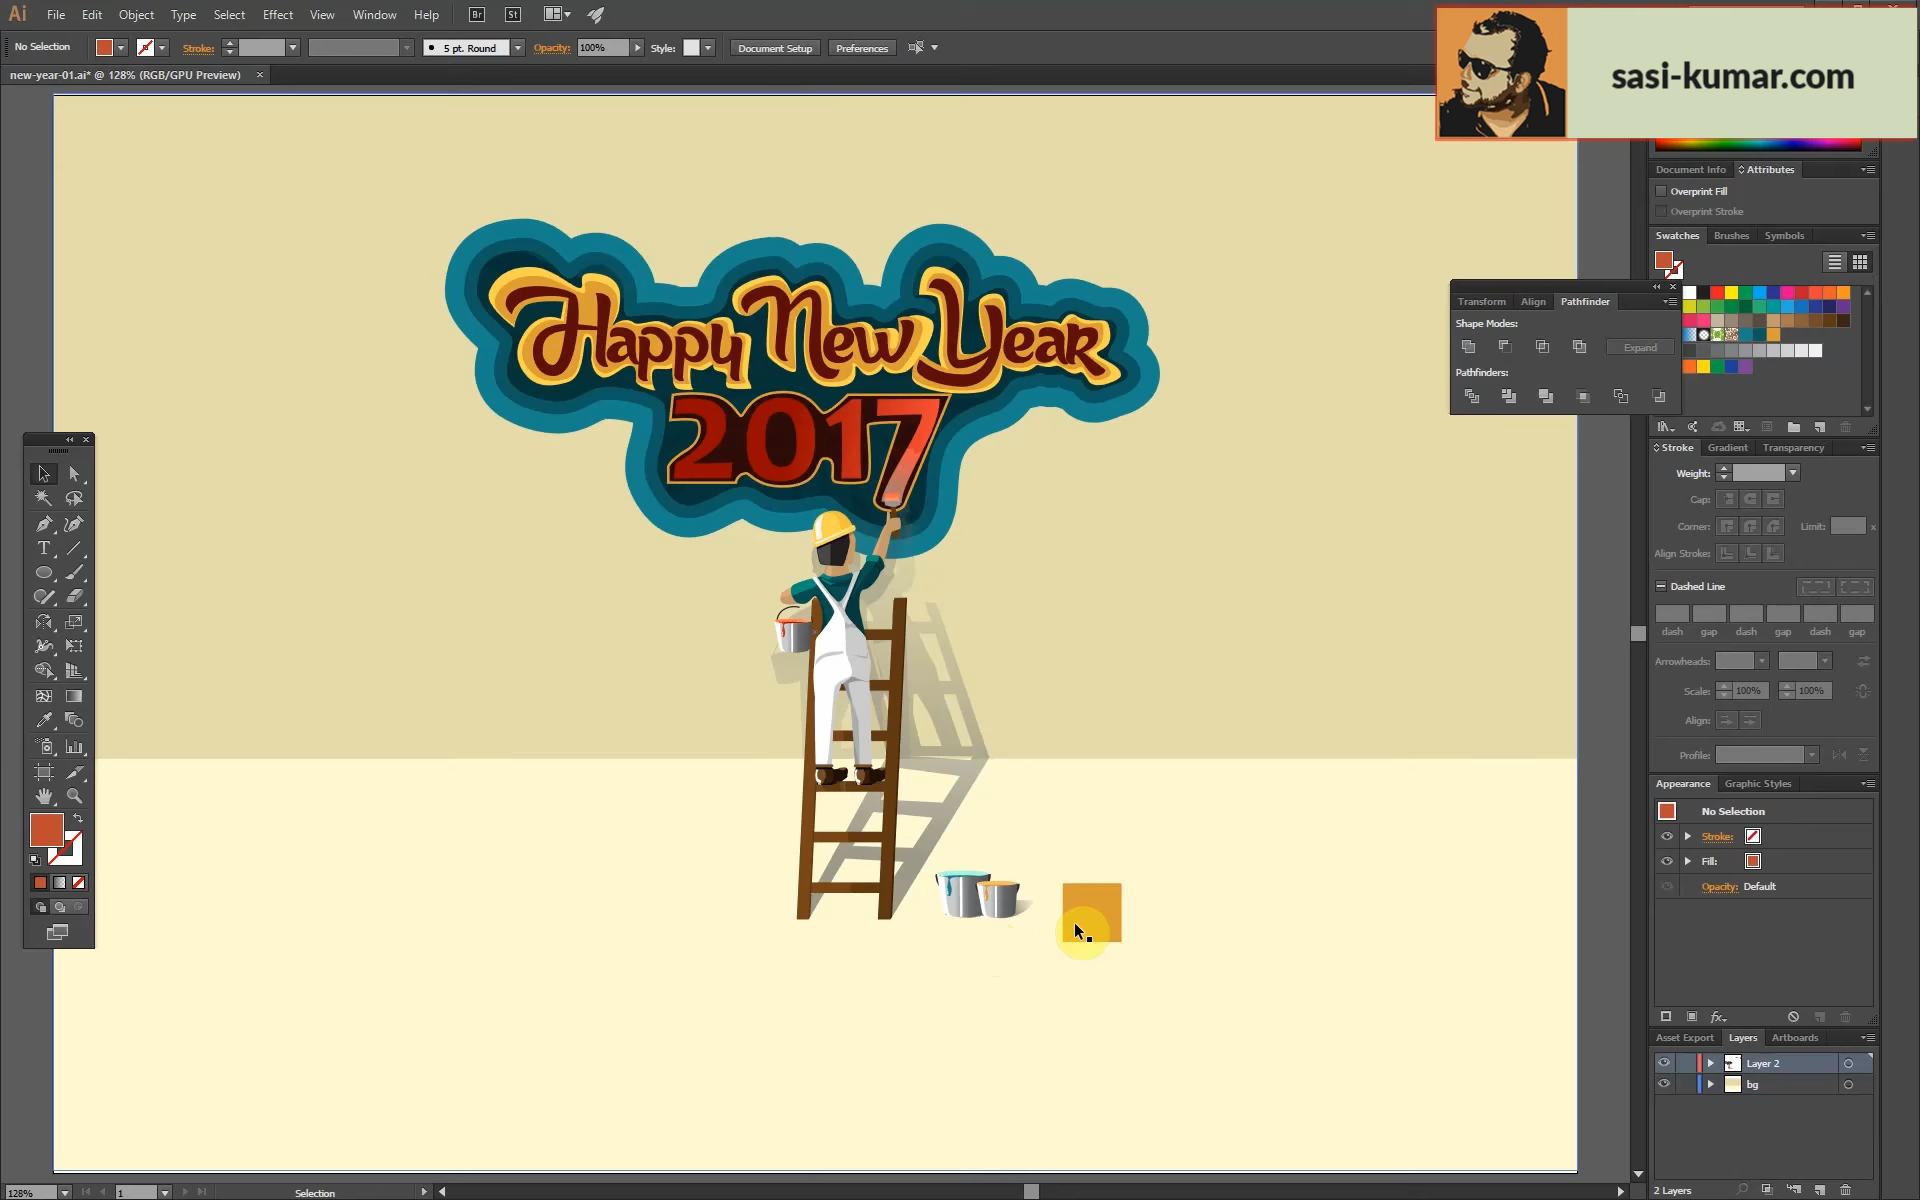 Ai File Edit Object Type Select Effect View Window Help Br St
No Selection Stroke: 5 pt. Round Opacity: 100% Style: Document Setup Preferences
new-year-01.ai* @ 128% (RGB/GPU Preview) ×
sasi-kumar.com
Document Info Attributes
Overprint Fill
Overprint Stroke
Swatches Brushes Symbols
Transform Align Pathfinder
Shape Modes:
Expand
Pathfinders:
Happy New Year
2017
Stroke Gradient Transparency
Weight:
Cap:
Corner: Limit: x
Align Stroke:
Dashed Line
dash gap dash gap dash gap
Arrowheads:
Scale: 100% 100%
Align:
Profile:
Appearance Graphic Styles
No Selection
Stroke:
Fill:
Opacity: Default
fx
Asset Export Layers Artboards
Layer 2
bg
2 Layers
128% 1 Selection